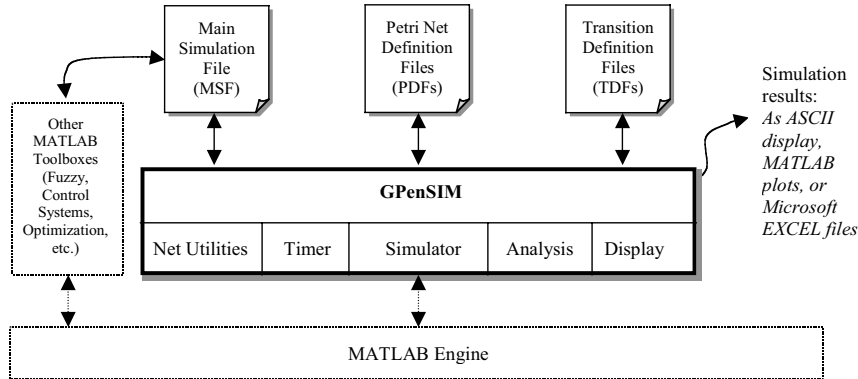 Main
Simulation
File
(MSF)
Petri Net
Definition
Files
(PDFs)
Transition
Definition
Files
(TDFs)
Simulation
results:
As ASCII
display,
MATLAB
plots, or
Microsoft
EXCEL files
Other
MATLAB
Toolboxes
(Fuzzy,
Control
Systems,
Optimization,
etc.)
GPenSIM
Net Utilities
Timer
Simulator
Analysis
Display
MATLAB Engine